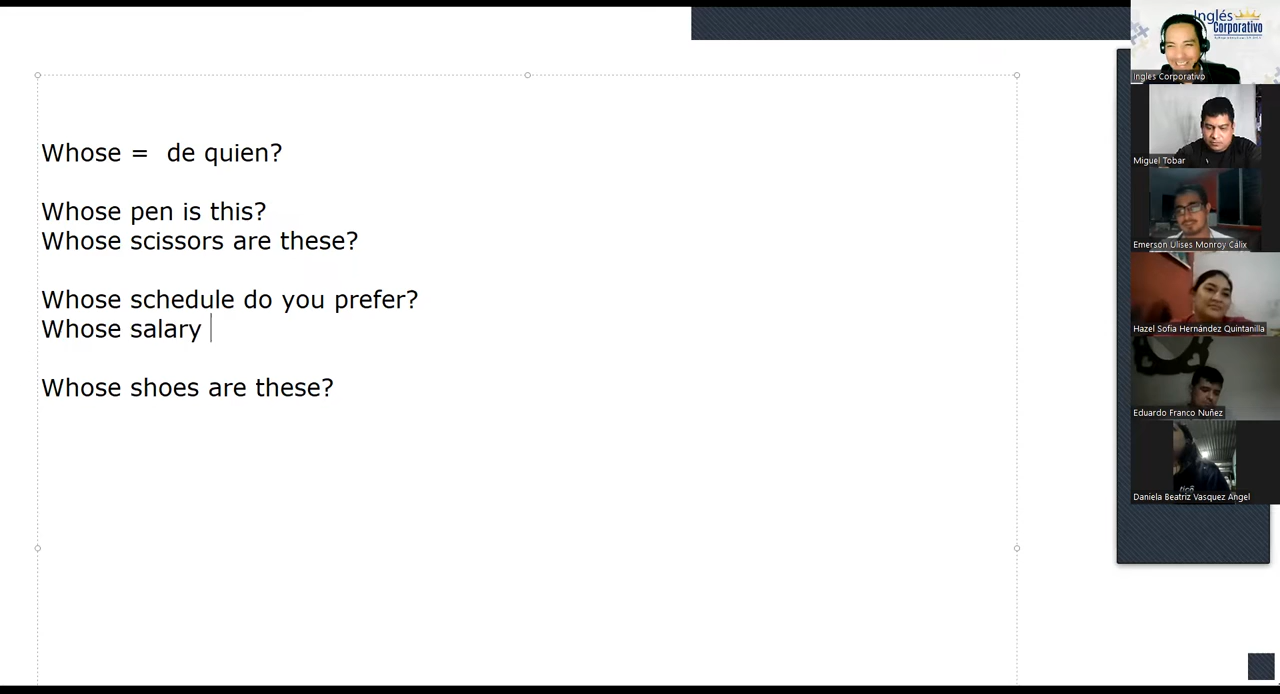 Whose =  de quien?
Whose pen is this?
Whose scissors are these?
Whose schedule do you prefer?
Whose salary
Whose shoes are these?
Inglés
Corporativo
Ingles Corporativo
Miguel Tobar
Emerson Ulises Monroy Cálix
Hazel Sofia Hernández Quintanilla
Eduardo Franco Nuñez
Daniela Beatriz Vasquez Angel